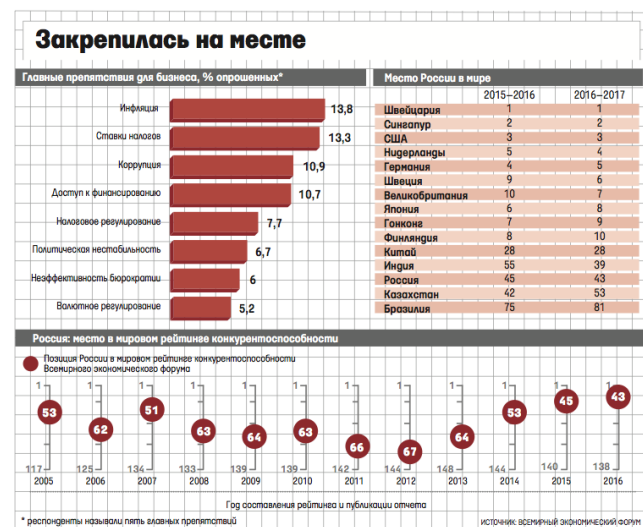 Закрепилась на месте
Главные препятствия для бизнеса, % опрошенных*
Инфляция 13,8
Ставки налогов 13,3
Коррупция 10,9
Доступ к финансированию 10,7
Налоговое регулирование 7,7
Политическая нестабильность 6,7
Неэффективность бюрократии 6
Валютное регулирование 5,2
Место России в мире
2015–2016 2016–2017
Швейцария 1 1
Сингапур 2 2
США 3 3
Нидерланды 5 4
Германия 4 5
Швеция 9 6
Великобритания 10 7
Япония 6 8
Гонконг 7 9
Финляндия 8 10
Китай 28 28
Индия 55 39
Россия 45 43
Казахстан 42 53
Бразилия 75 81
Россия: место в мировом рейтинге конкурентоспособности
Позиция России в мировом рейтинге конкурентоспособности
Всемирного экономического форума
1 1 1 1 1 1 1 1 1 1 1 1
53 62 51 63 64 63 66 67 64 53 45 43
117 125 134 133 139 139 142 144 148 144 140 138
2005 2006 2007 2008 2009 2010 2011 2012 2013 2014 2015 2016
Год составления рейтинга и публикации отчета
* респонденты называли пять главных препятствий
ИСТОЧНИК: ВСЕМИРНЫЙ ЭКОНОМИЧЕСКИЙ ФОРУМ